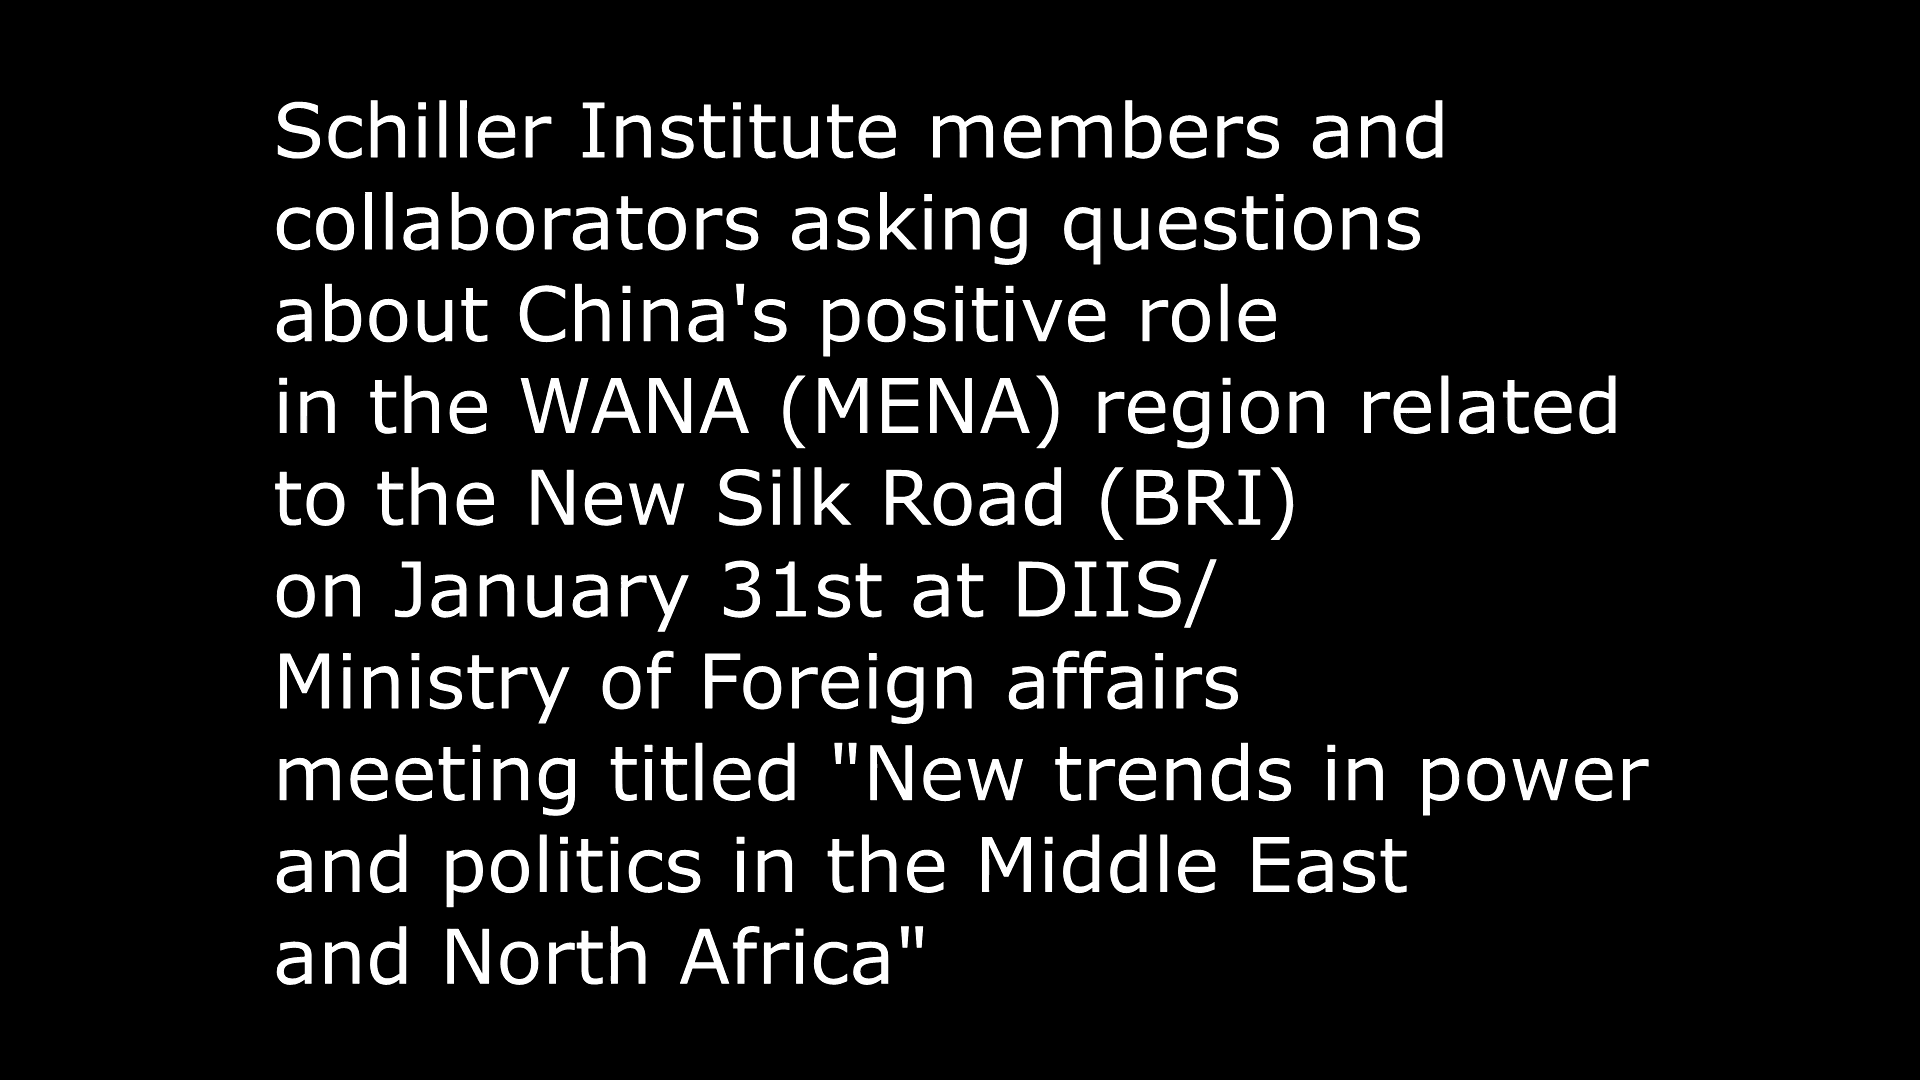 Schiller Institute members and
collaborators asking questions
about China's positive role
in the WANA (MENA) region related
to the New Silk Road (BRI)
on January 31st at DIIS/
Ministry of Foreign affairs
meeting titled "New trends in power
and politics in the Middle East
and North Africa"